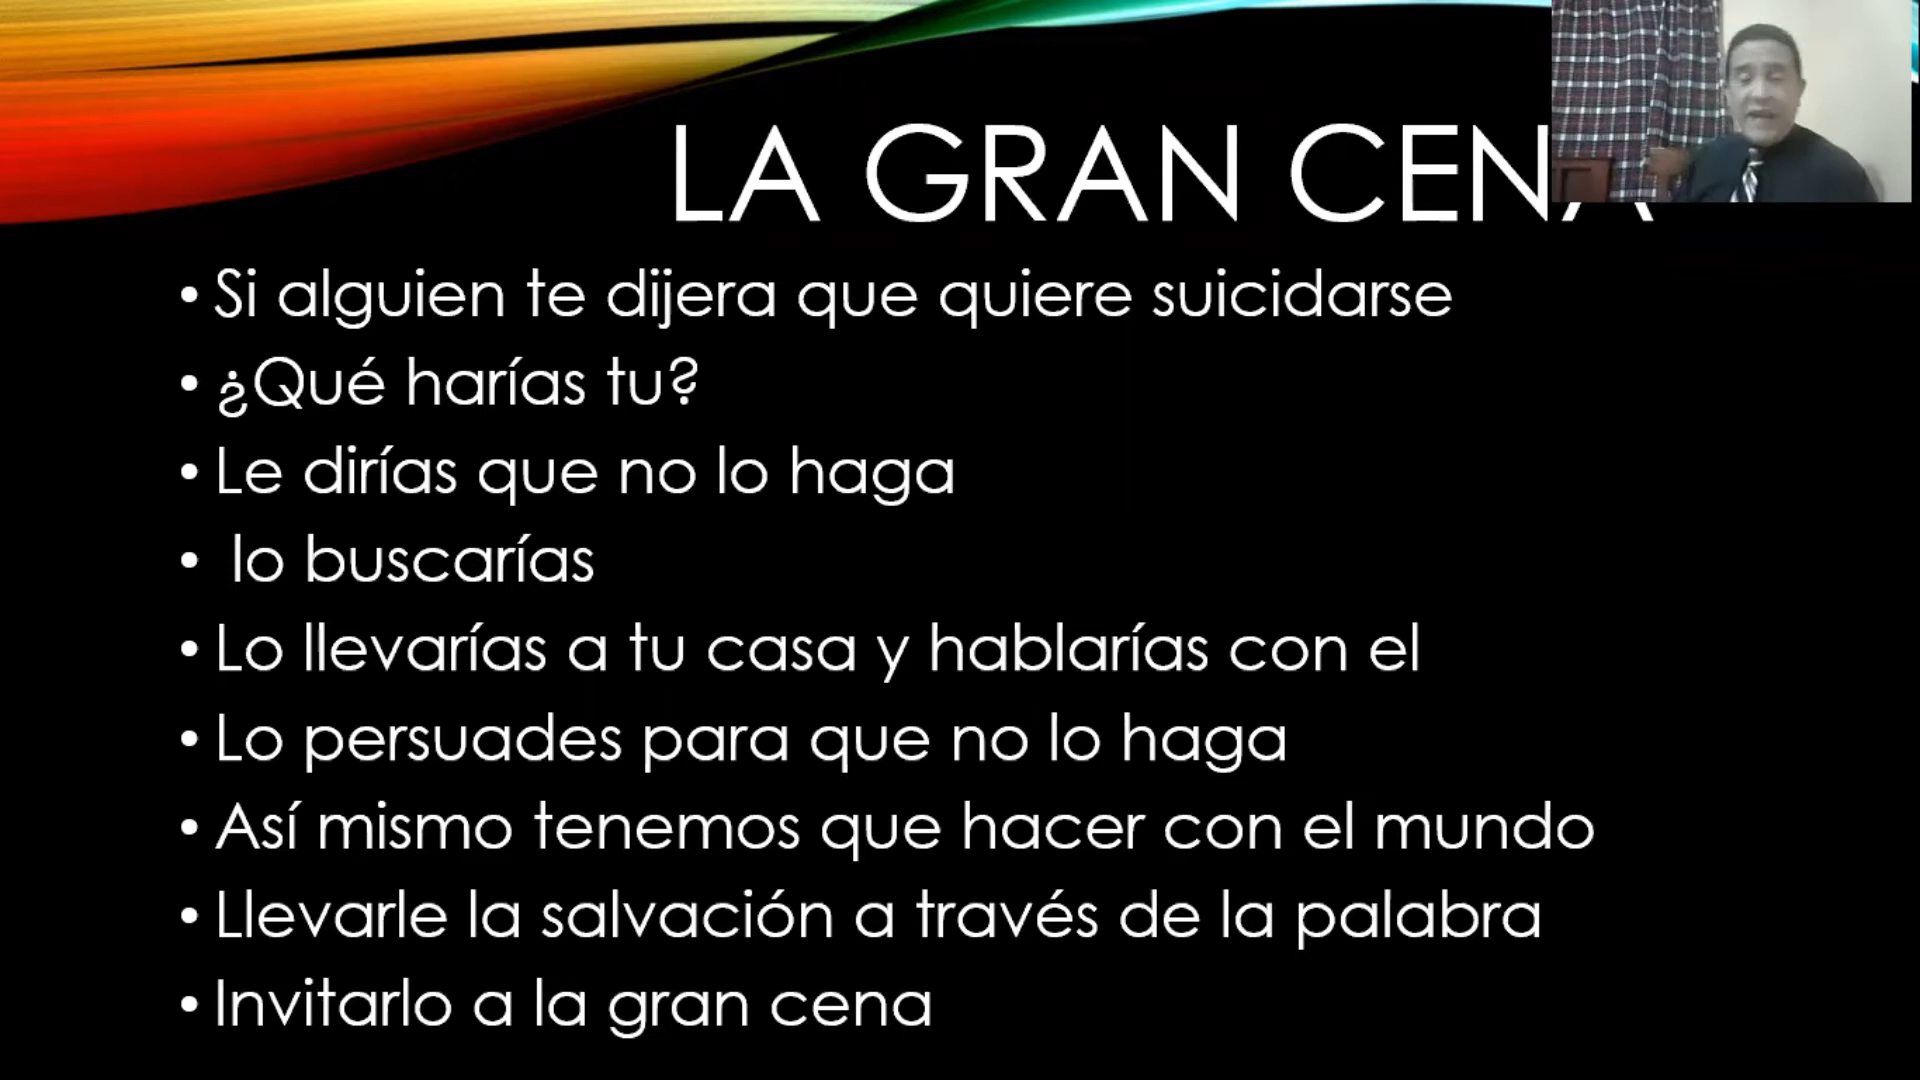 LA GRAN CENA
• Si alguien te dijera que quiere suicidarse
• ¿Qué harías tu?
• Le dirías que no lo haga
• lo buscarías
• Lo llevarías a tu casa y hablarías con el
• Lo persuades para que no lo haga
• Así mismo tenemos que hacer con el mundo
• Llevarle la salvación a través de la palabra
• Invitarlo a la gran cena